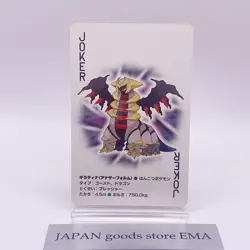 JOKER
ギラティナ(アナザーフォルム) ● はんこつポケモン
タイプ：ゴースト、ドラゴン
とくせい：プレッシャー
たかさ：4.5m ● おもさ：750.0kg
JOKER
JAPAN goods store EMA